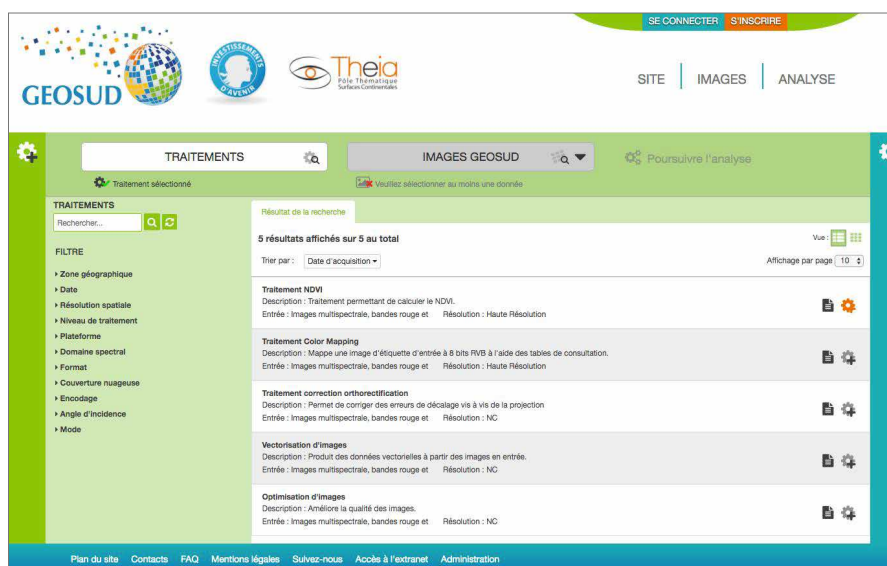 SE CONNECTER S'INSCRIRE
GEOSUD
INVESTISSEMENTS D'AVENIR
Theia
Pôle Thématique
Surfaces Continentales
SITE IMAGES ANALYSE
TRAITEMENTS IMAGES GEOSUD Poursuivre l'analyse
Traitement sélectionné Veuillez sélectionner au moins une donnée
TRAITEMENTS
Rechercher...
FILTRE
Zone géographique
Date
Résolution spatiale
Niveau de traitement
Plateforme
Domaine spectral
Format
Couverture nuageuse
Encodage
Angle d'incidence
Mode
Résultat de la recherche
5 résultats affichés sur 5 au total Vue :
Trier par : Date d'acquisition Affichage par page 10
Traitement NDVI
Description : Traitement permettant de calculer le NDVI.
Entrée : Images multispectrale, bandes rouge et Résolution : Haute Résolution
Traitement Color Mapping
Description : Mappe une image d'étiquette d'entrée à 8 bits RVB à l'aide des tables de consultation.
Entrée : Images multispectrale, bandes rouge et Résolution : Haute Résolution
Traitement correction orthorectification
Description : Permet de corriger des erreurs de décalage vis à vis de la projection
Entrée : Images multispectrale, bandes rouge et Résolution : NC
Vectorisation d'images
Description : Produit des données vectorielles à partir des images en entrée.
Entrée : Images multispectrale, bandes rouge et Résolution : NC
Optimisation d'images
Description : Améliore la qualité des images.
Entrée : Images multispectrale, bandes rouge et Résolution : NC
Plan du site Contacts FAQ Mentions légales Suivez-nous Accès à l'extranet Administration